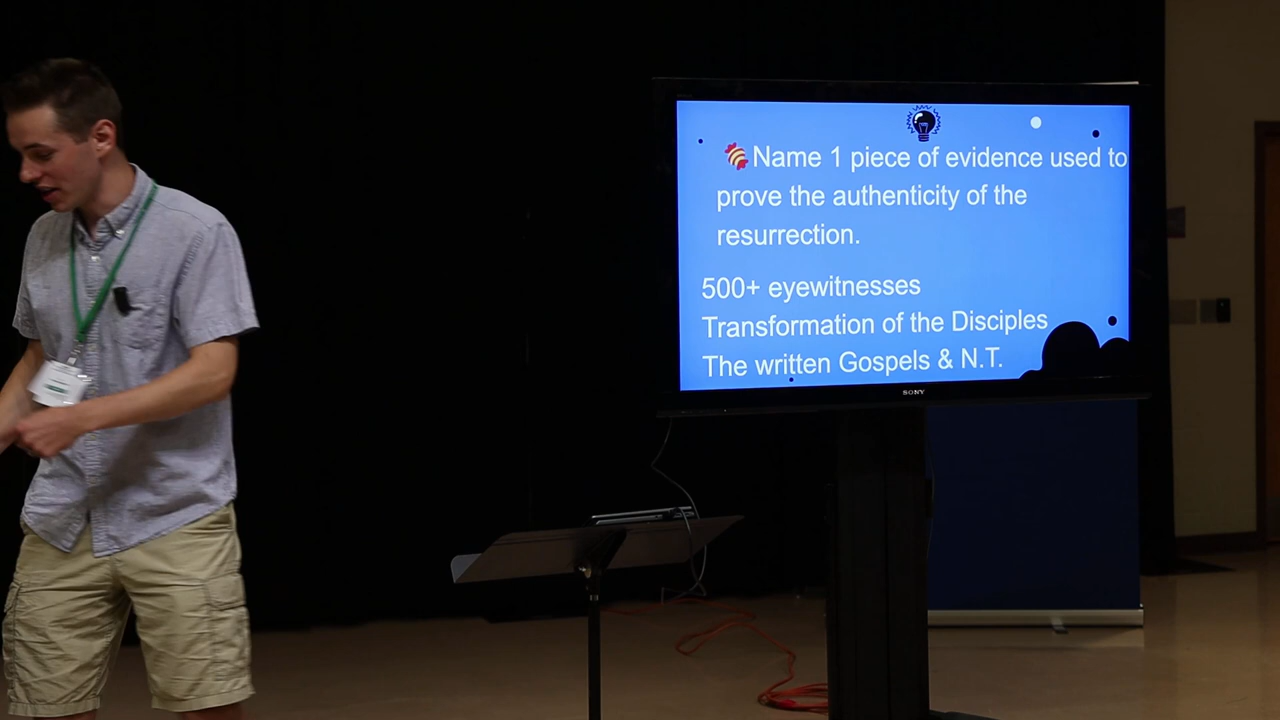 Name 1 piece of evidence used to
prove the authenticity of the
resurrection.
500+ eyewitnesses
Transformation of the Disciples
The written Gospels & N.T.
SONY